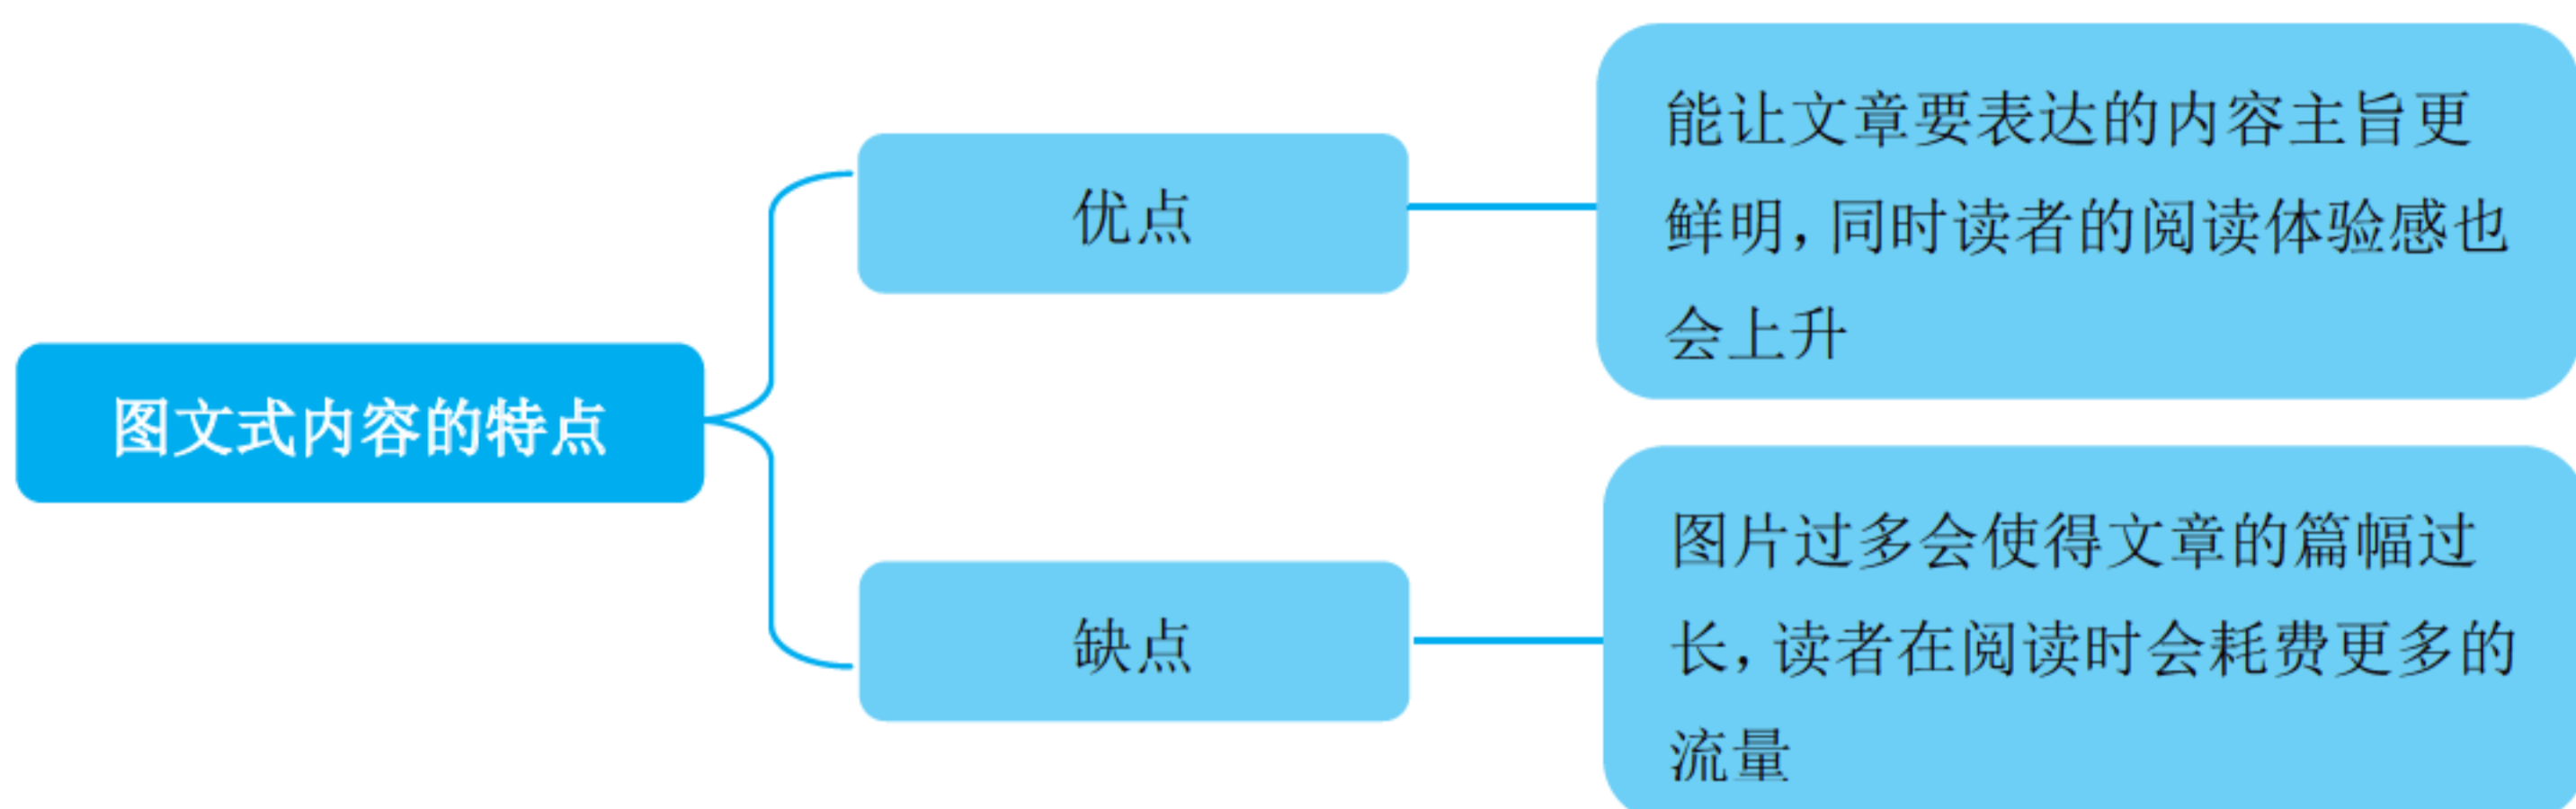 图文式内容的特点
优点
能让文章要表达的内容主旨更
鲜明，同时读者的阅读体验感也
会上升
缺点
图片过多会使得文章的篇幅过
长，读者在阅读时会耗费更多的
流量